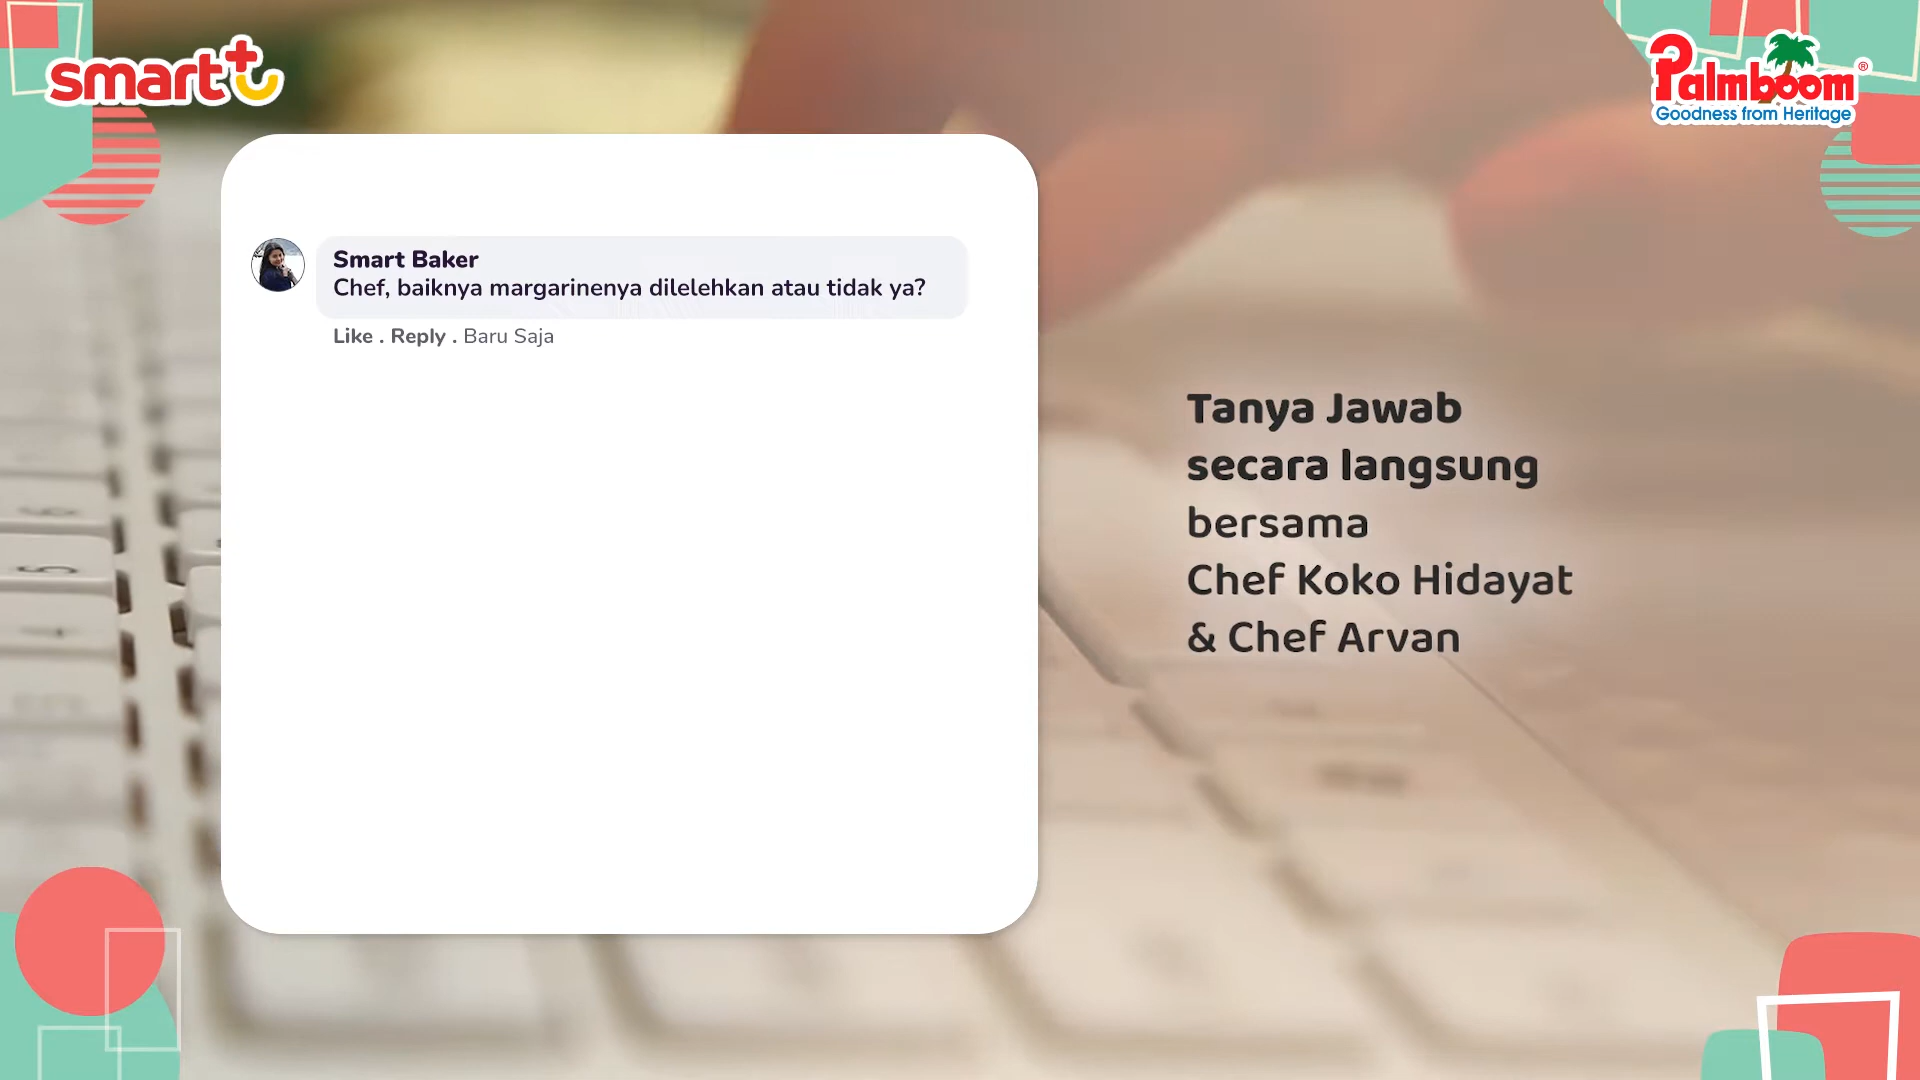 smart+
Palmboom®
Goodness from Heritage
Smart Baker
Chef, baiknya margarinenya dilelehkan atau tidak ya?
Like . Reply . Baru Saja
Tanya Jawab
secara langsung
bersama
Chef Koko Hidayat
& Chef Arvan